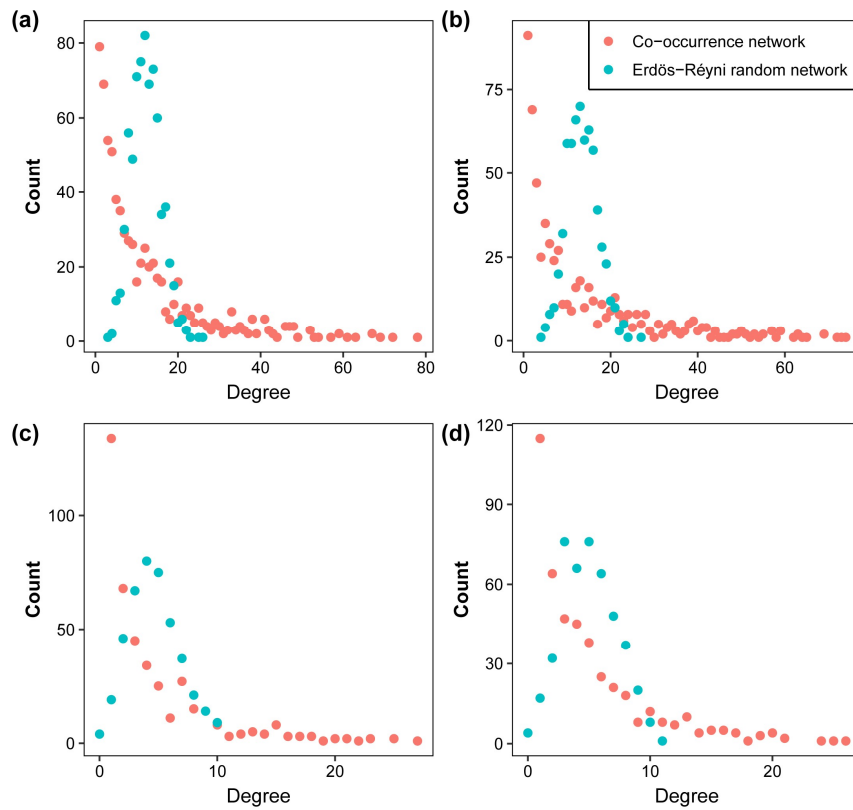 (a)
Count
80
60
40
20
0
0 20 40 60 80
Degree
(b)
Co−occurrence network
Erdös−Réyni random network
Count
75
50
25
0
0 20 40 60
Degree
(c)
Count
100
50
0
0 10 20
Degree
(d)
Count
120
90
60
30
0
0 10 20
Degree